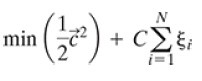 min (1/2 c⃗²) + C ∑_{i=1}^{N} ξ_i